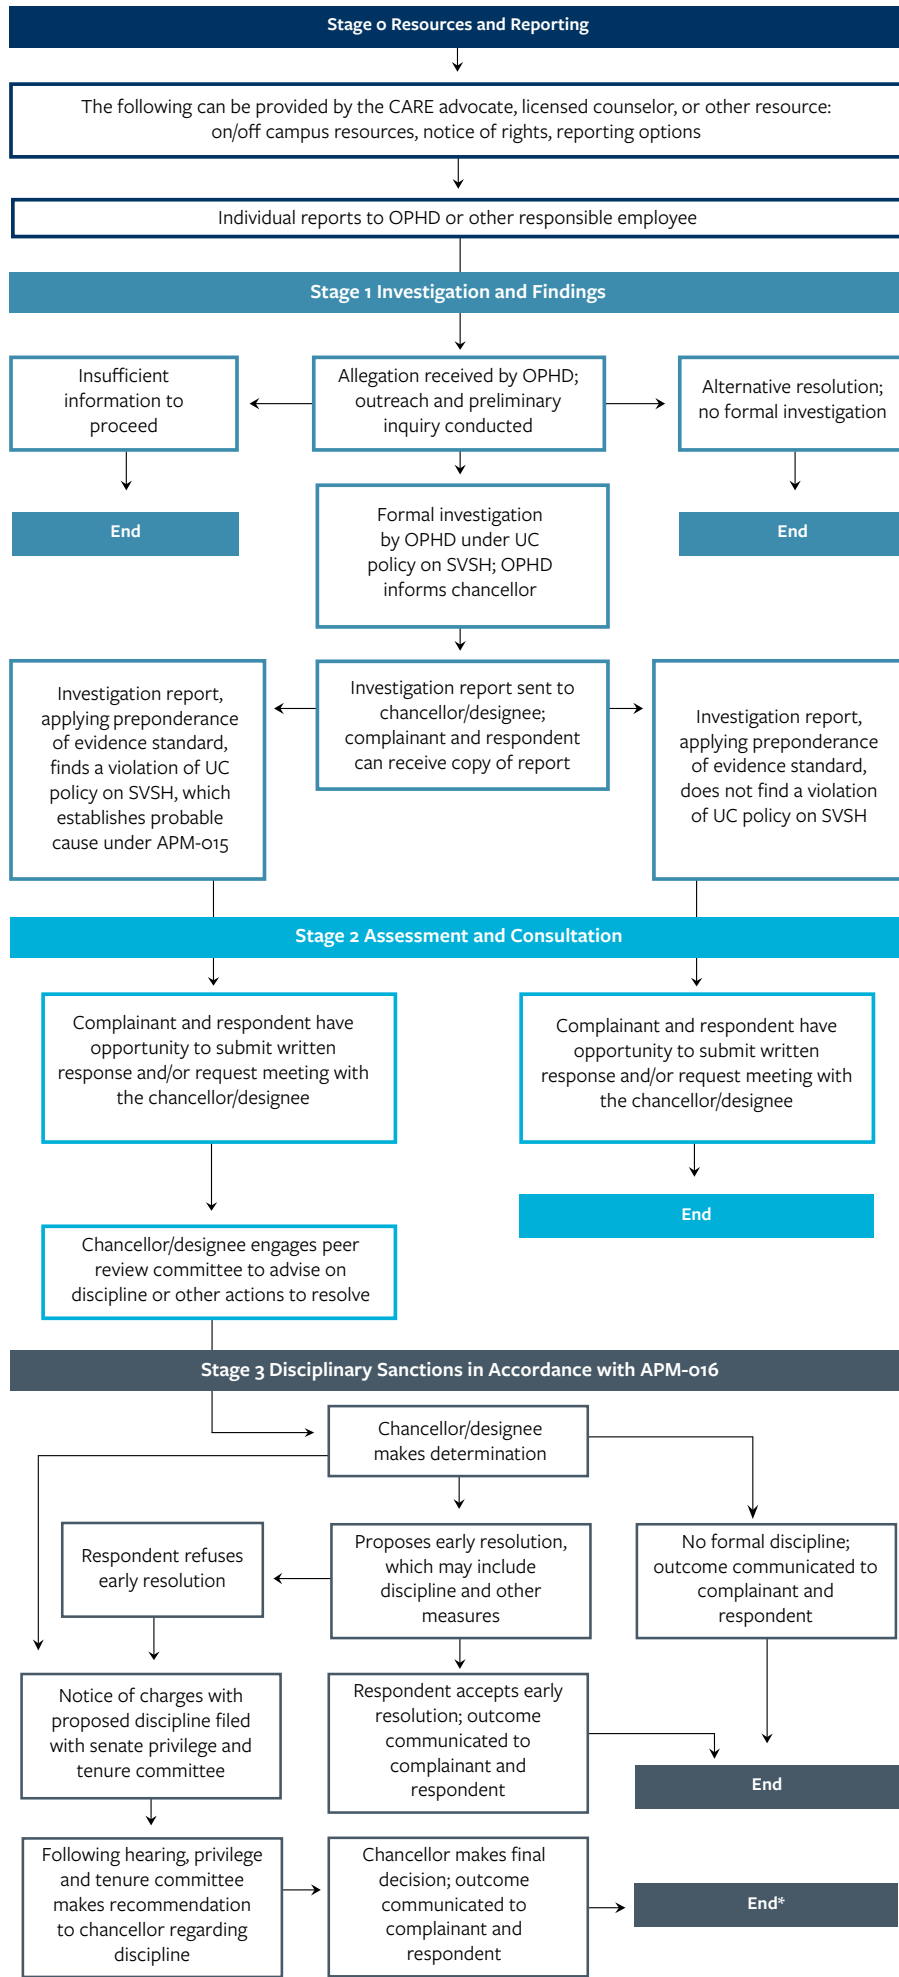 Stage 0 Resources and Reporting
The following can be provided by the CARE advocate, licensed counselor, or other resource:
on/off campus resources, notice of rights, reporting options
Individual reports to OPHD or other responsible employee
Stage 1 Investigation and Findings
Insufficient
information to
proceed
Allegation received by OPHD;
outreach and preliminary
inquiry conducted
Alternative resolution;
no formal investigation
End
Formal investigation
by OPHD under UC
policy on SVSH; OPHD
informs chancellor
End
Investigation report,
applying preponderance
of evidence standard,
finds a violation of UC
policy on SVSH, which
establishes probable
cause under APM-015
Investigation report sent to
chancellor/designee;
complainant and respondent
can receive copy of report
Investigation report,
applying preponderance
of evidence standard,
does not find a violation
of UC policy on SVSH
Stage 2 Assessment and Consultation
Complainant and respondent have
opportunity to submit written
response and/or request meeting with
the chancellor/designee
Complainant and respondent have
opportunity to submit written
response and/or request meeting with
the chancellor/designee
End
Chancellor/designee engages peer
review committee to advise on
discipline or other actions to resolve
Stage 3 Disciplinary Sanctions in Accordance with APM-016
Chancellor/designee
makes determination
Respondent refuses
early resolution
Proposes early resolution,
which may include
discipline and other
measures
No formal discipline;
outcome communicated to
complainant and
respondent
Notice of charges with
proposed discipline filed
with senate privilege and
tenure committee
Respondent accepts early
resolution; outcome
communicated to
complainant and
respondent
End
Following hearing, privilege
and tenure committee
makes recommendation
to chancellor regarding
discipline
Chancellor makes final
decision; outcome
communicated to
complainant and
respondent
End*